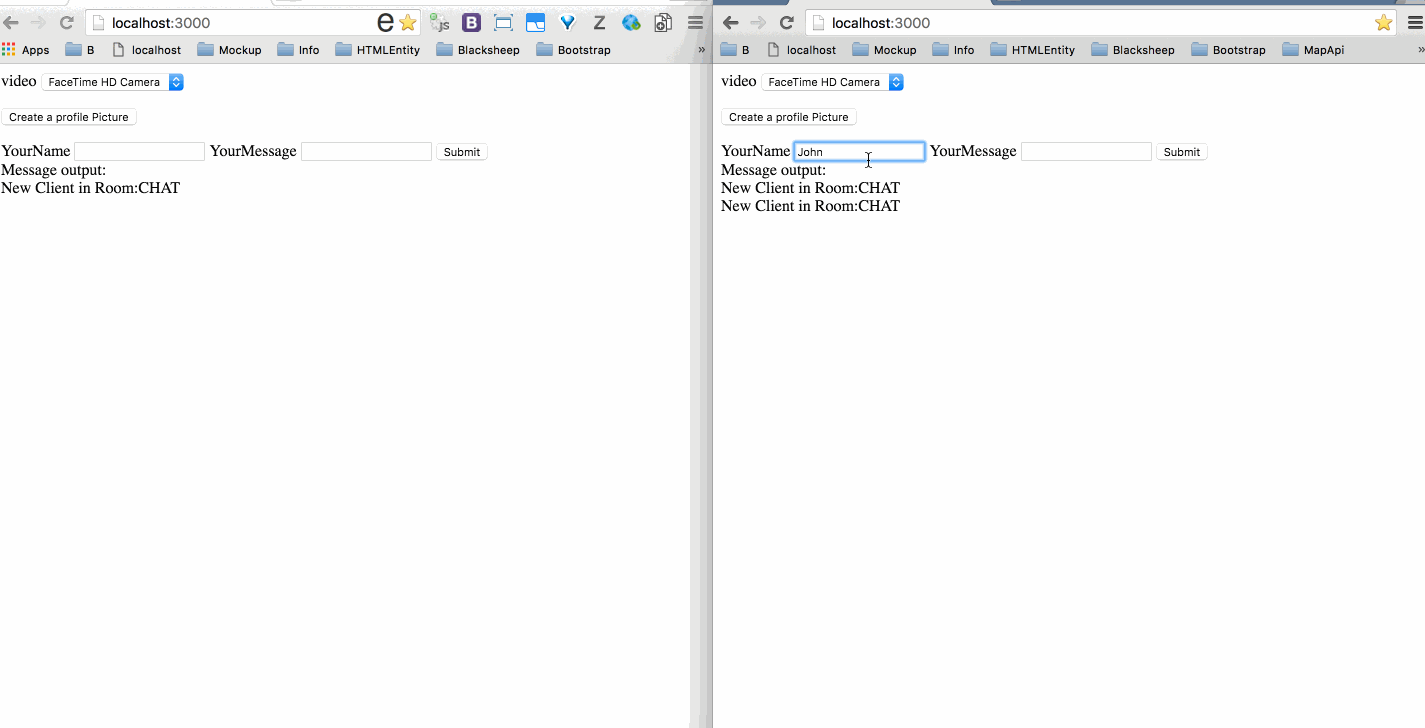 localhost:3000
e
js
B
Z
Apps B localhost Mockup Info HTMLEntity Blacksheep Bootstrap »
video FaceTime HD Camera
Create a profile Picture
YourName YourMessage Submit
Message output:
New Client in Room:CHAT
localhost:3000
B localhost Mockup Info HTMLEntity Blacksheep Bootstrap MapApi »
video FaceTime HD Camera
Create a profile Picture
YourName John YourMessage Submit
Message output:
New Client in Room:CHAT
New Client in Room:CHAT